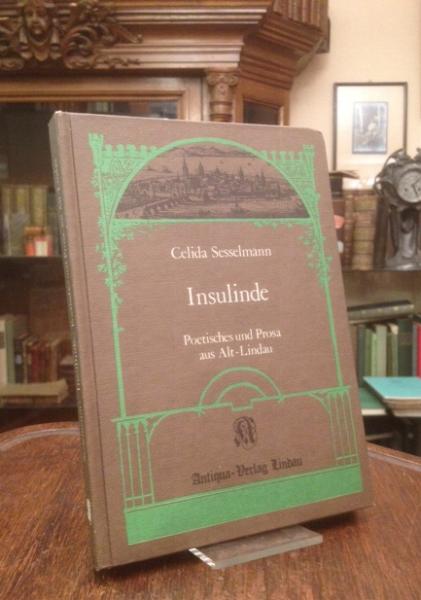 Celida Sesselmann
Insulinde
Poetisches und Prosa
aus Alt-Lindau
Antiqua-Verlag Lindau